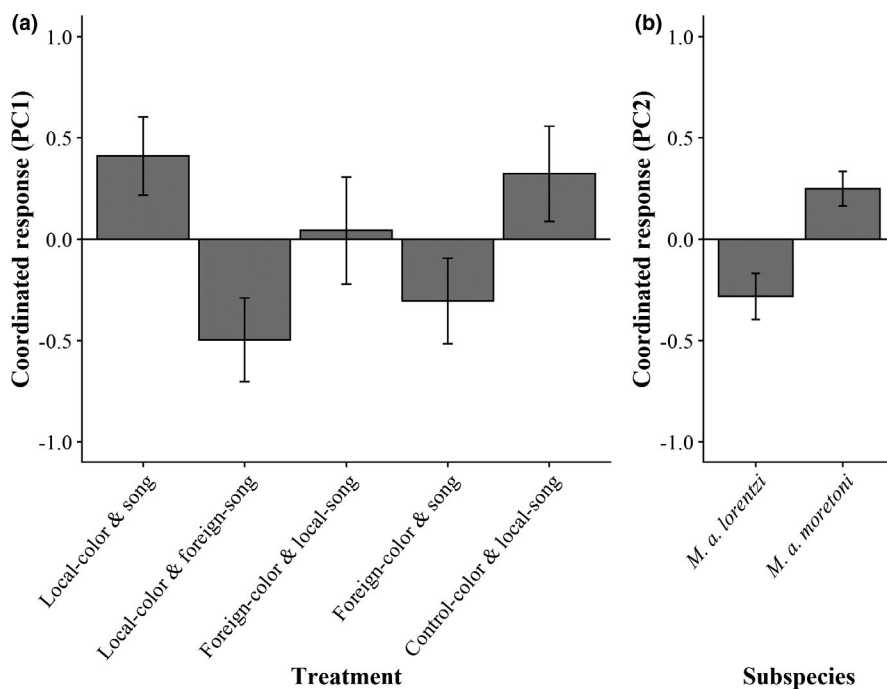 (a)
Coordinated response (PC1)
1.0
0.5
0.0
-0.5
-1.0
Local-color & song
Local-color & foreign-song
Foreign-color & local-song
Foreign-color & song
Control-color & local-song
Treatment
(b)
Coordinated response (PC2)
1.0
0.5
0.0
-0.5
-1.0
M. a. lorentzi
M. a. moretoni
Subspecies